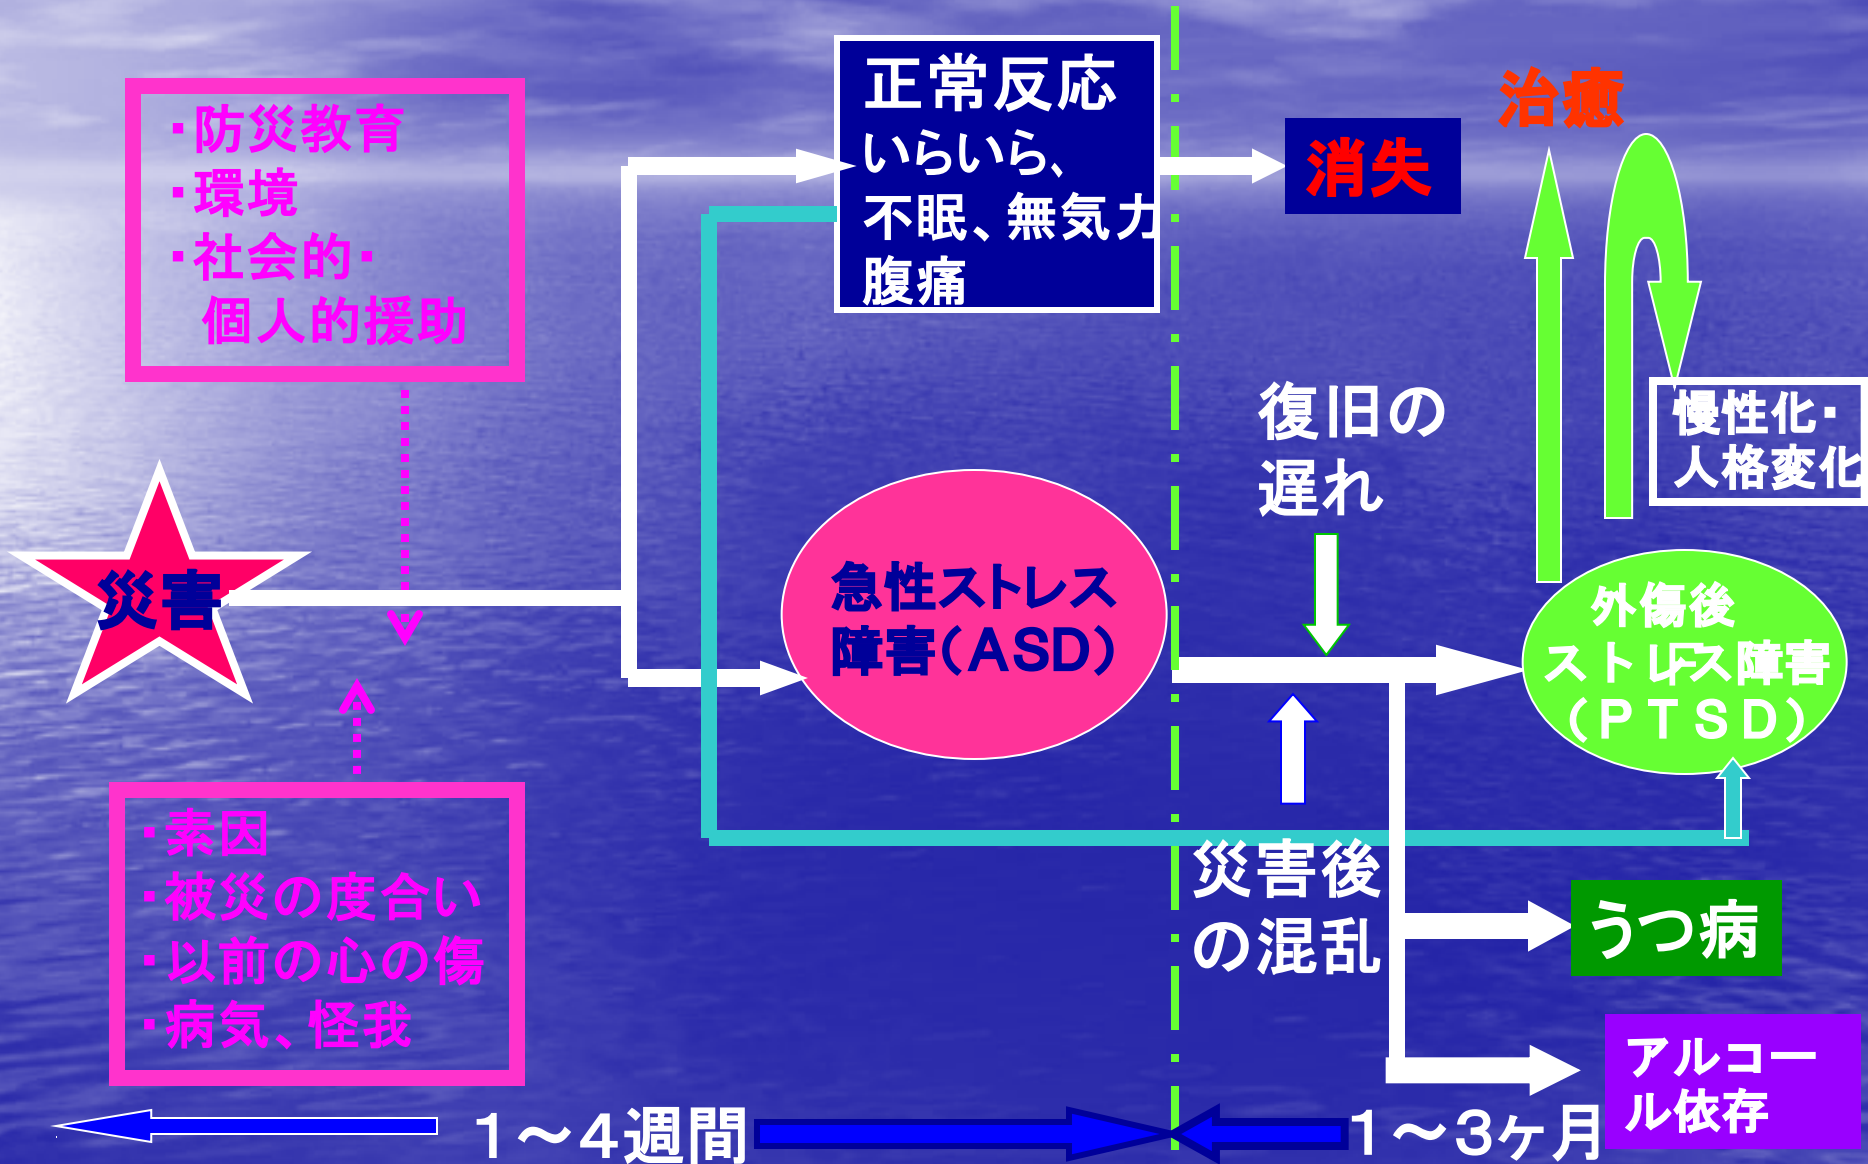 ・防災教育
・環境
・社会的・
個人的援助
災害
・素因
・被災の度合い
・以前の心の傷
・病気、怪我
正常反応
いらいら、
不眠、無気力
腹痛
消失
治癒
急性ストレス
障害（ASD）
復旧の
遅れ
慢性化・
人格変化
外傷後
ストレス障害
（ＰＴＳＤ）
災害後
の混乱
うつ病
アルコー
ル依存
１～４週間
１～３ヶ月